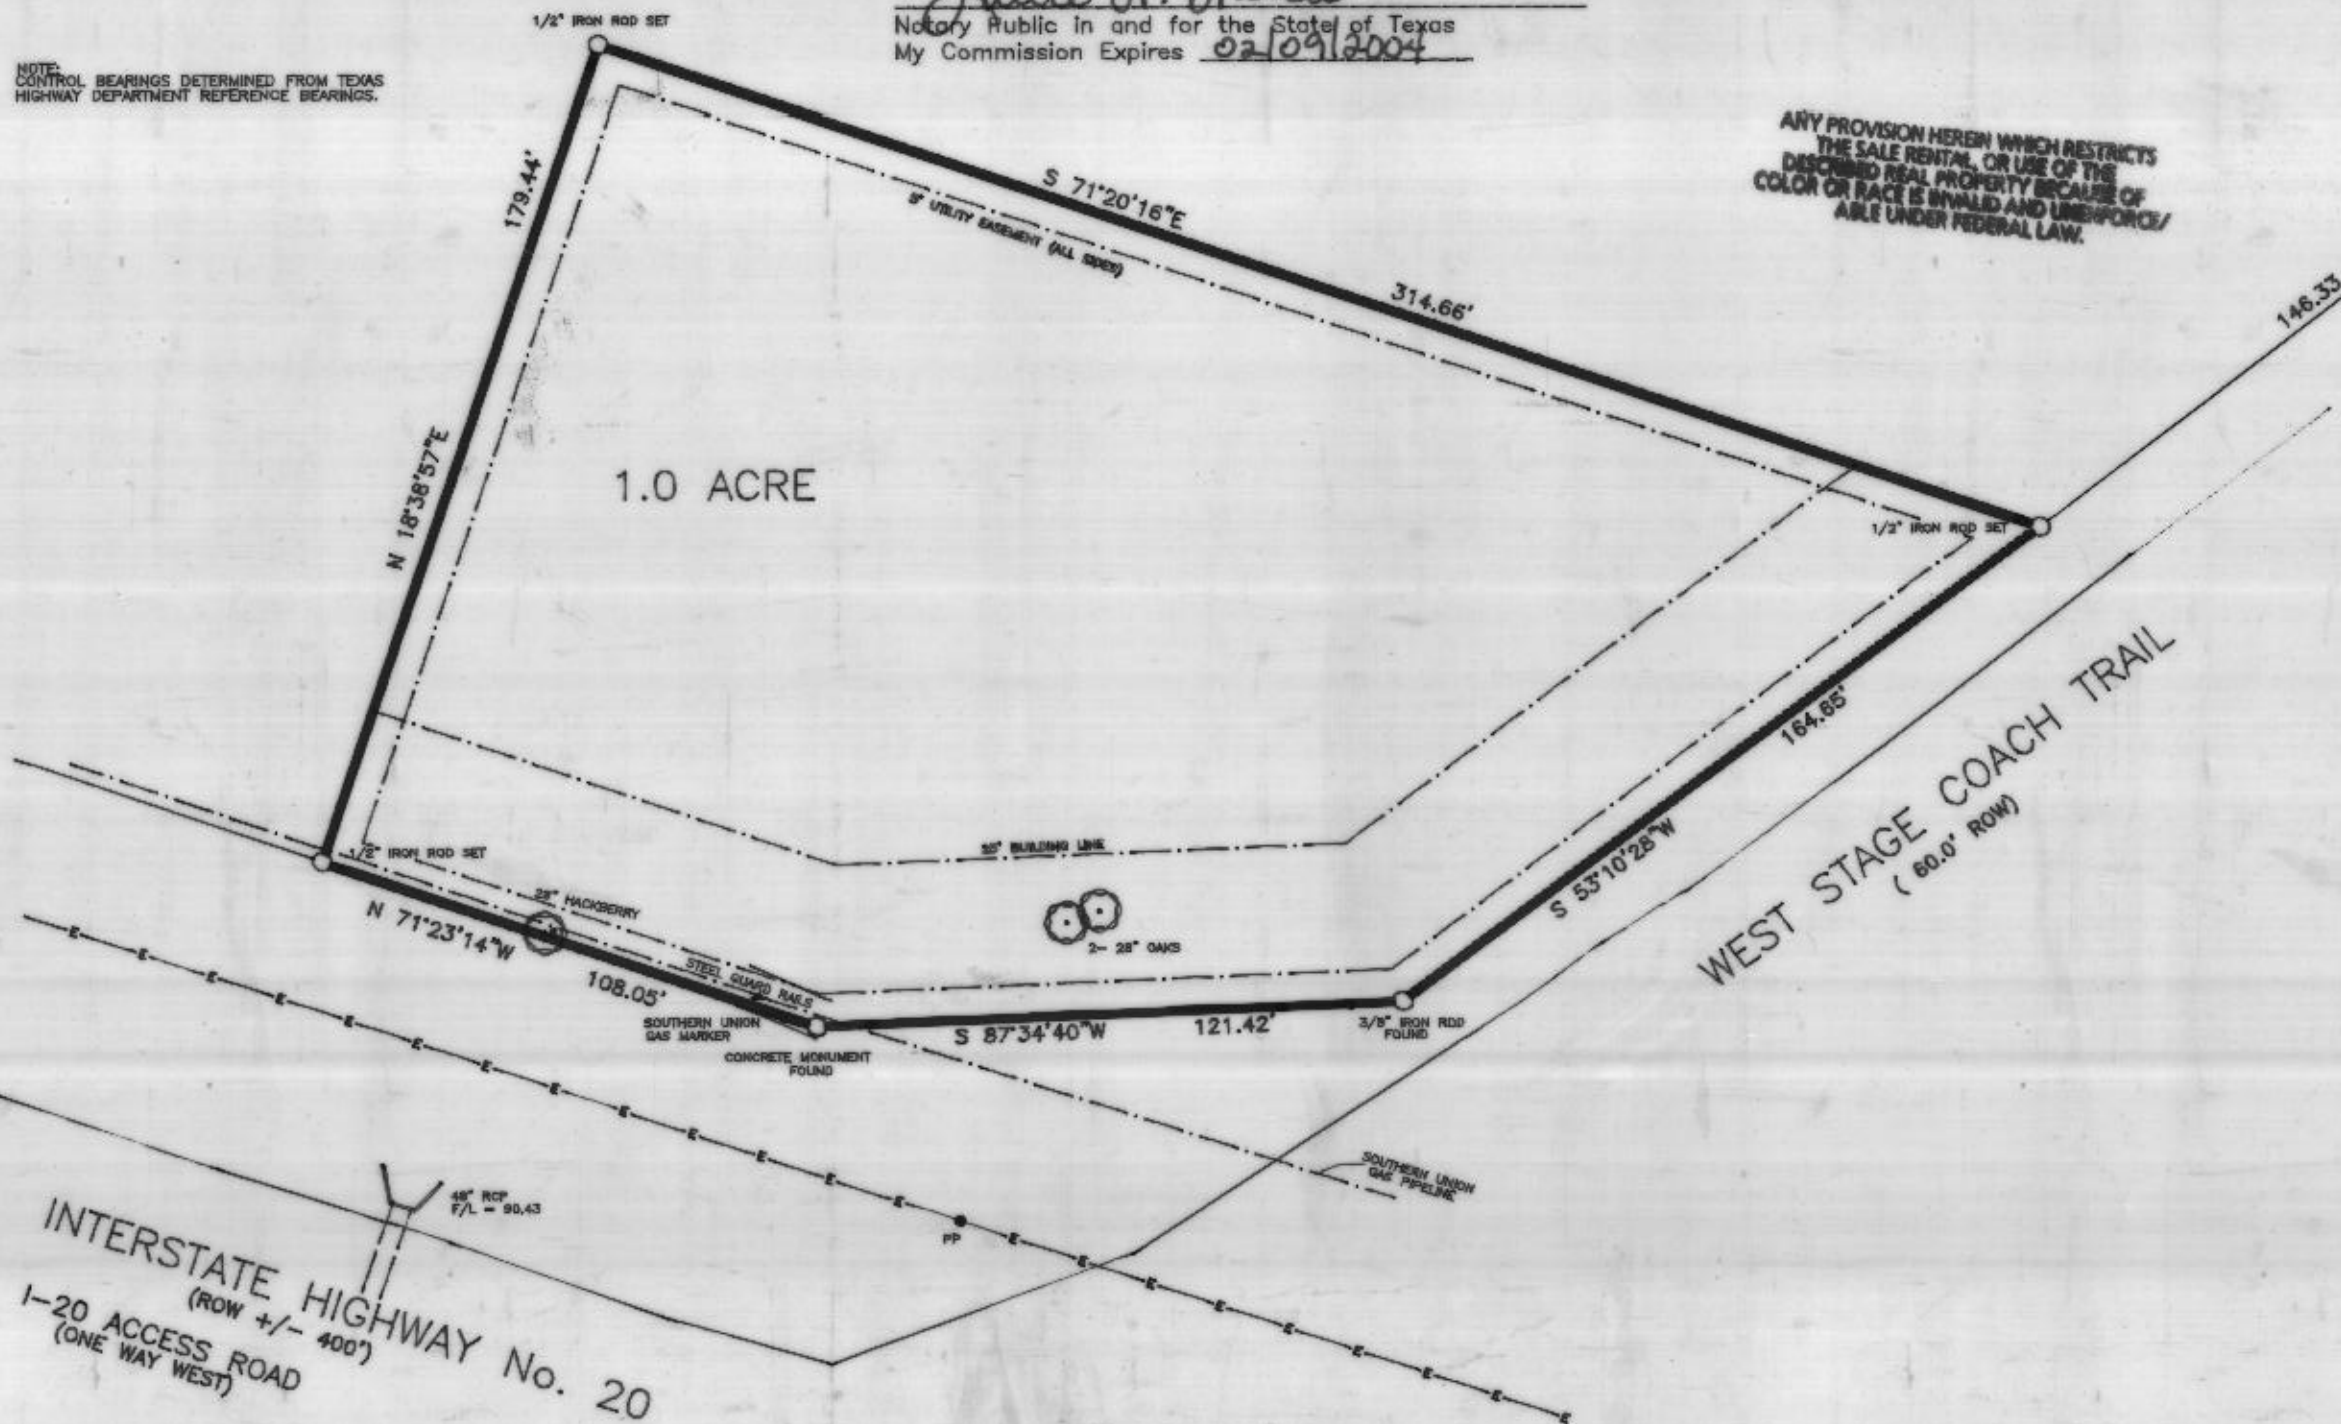 1/2" IRON ROD SET
Notary Public in and for the State of Texas
My Commission Expires 02/09/2004
NOTE:
CONTROL BEARINGS DETERMINED FROM TEXAS
HIGHWAY DEPARTMENT REFERENCE BEARINGS.
ANY PROVISION HEREIN WHICH RESTRICTS
THE SALE RENTAL, OR USE OF THE
DESCRIBED REAL PROPERTY BECAUSE OF
COLOR OR RACE IS INVALID AND UNENFORCE/
ABLE UNDER FEDERAL LAW.
179.44'
S 71°20'16"E
5' UTILITY EASEMENT (ALL SIDES)
314.66'
146.33
N 18°38'57"E
1.0 ACRE
1/2" IRON ROD SET
164.65'
WEST STAGE COACH TRAIL
( 60.0' ROW)
S 53°10'28"W
BUILDING LINE
1/2" IRON ROD SET
HACKBERRY
N 71°23'14"W
2- 28" OAKS
STEEL GUARD RAILS
108.05'
SOUTHERN UNION
GAS MARKER
S 87°34'40"W
121.42'
3/8" IRON ROD
FOUND
CONCRETE MONUMENT
FOUND
SOUTHERN UNION
GAS PIPELINE
48" RCP
F/L = 90.43
PP
E E E E E E E E E E E E E E E E E E E E E E
INTERSTATE HIGHWAY No. 20
(ROW +/- 400')
I-20 ACCESS ROAD
(ONE WAY WEST)